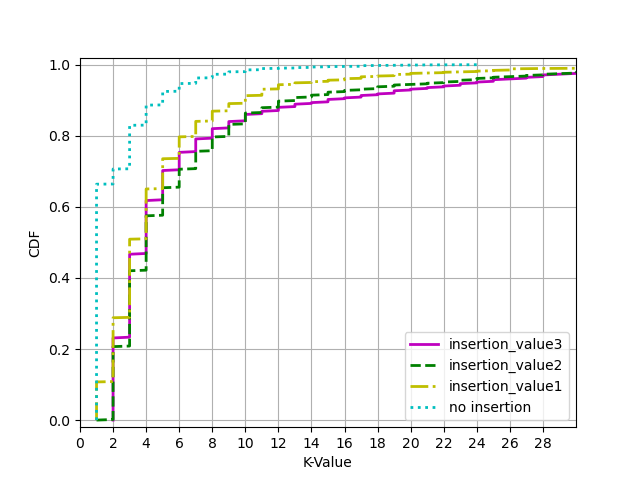 1.0
0.8
0.6
0.4
0.2
0.0
CDF
0 2 4 6 8 10 12 14 16 18 20 22 24 26 28
K-Value
insertion_value3
insertion_value2
insertion_value1
no insertion